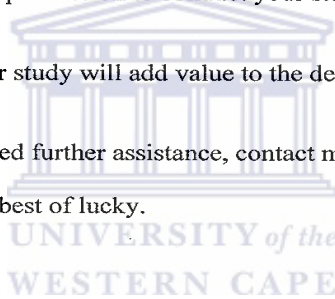 r study will add value to the de
ed further assistance, contact m
best of lucky.
UNIVERSITY of the
WESTERN CAPE